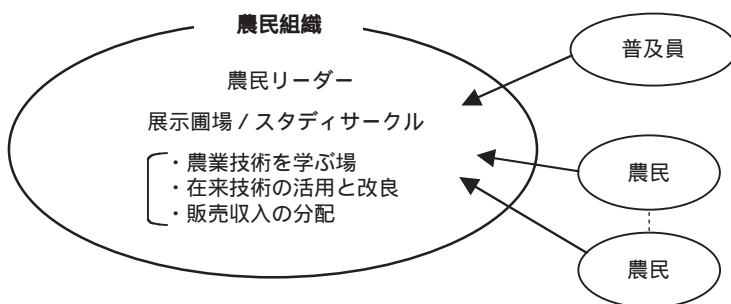 農民組織
農民リーダー
展示圃場 / スタディサークル
・農業技術を学ぶ場
・在来技術の活用と改良
・販売収入の分配
普及員
農民
農民